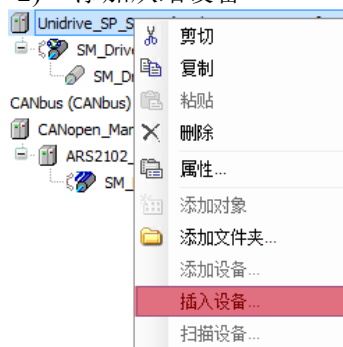 Unidrive_SP_S
SM_Driv
SM_D
CANbus (CANbus)
CANopen_Mar
ARS2102_
SM_
剪切
复制
粘贴
删除
属性...
添加对象
添加文件夹...
添加设备...
插入设备...
扫描设备...